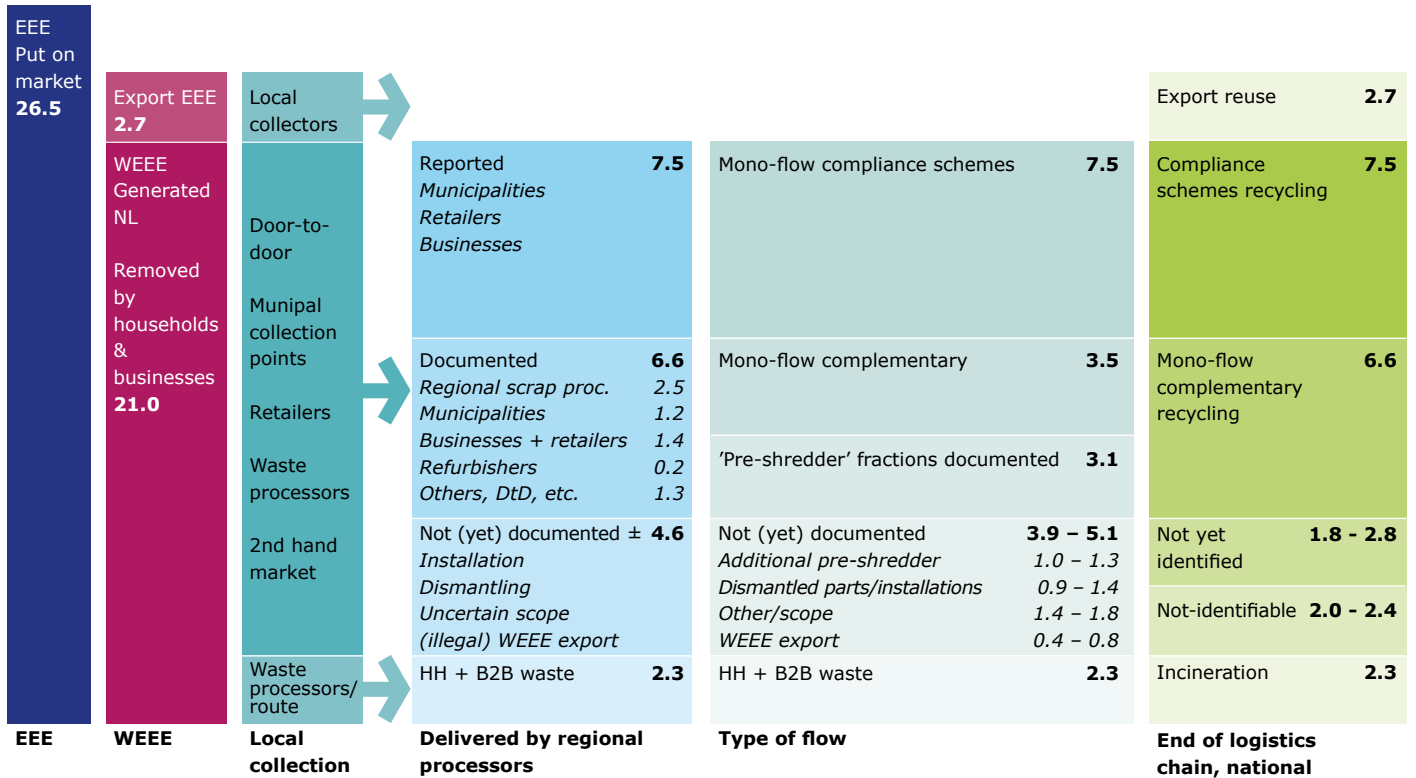 EEE
Put on
market
26.5
Export EEE
2.7
WEEE
Generated
NL
Removed
by
households
&
businesses
21.0
Local
collectors
Door-to-
door
Munipal
collection
points
Retailers
Waste
processors
2nd hand
market
Waste
processors/
route
Reported 7.5
Municipalities
Retailers
Businesses
Documented 6.6
Regional scrap proc. 2.5
Municipalities 1.2
Businesses + retailers 1.4
Refurbishers 0.2
Others, DtD, etc. 1.3
Not (yet) documented ± 4.6
Installation
Dismantling
Uncertain scope
(illegal) WEEE export
HH + B2B waste 2.3
Mono-flow compliance schemes 7.5
Mono-flow complementary 3.5
’Pre-shredder’ fractions documented 3.1
Not (yet) documented 3.9 – 5.1
Additional pre-shredder 1.0 – 1.3
Dismantled parts/installations 0.9 – 1.4
Other/scope 1.4 – 1.8
WEEE export 0.4 – 0.8
HH + B2B waste 2.3
Export reuse 2.7
Compliance 7.5
schemes recycling
Mono-flow 6.6
complementary
recycling
Not yet 1.8 - 2.8
identified
Not-identifiable 2.0 - 2.4
Incineration 2.3
EEE
WEEE
Local
collection
Delivered by regional
processors
Type of flow
End of logistics
chain, national